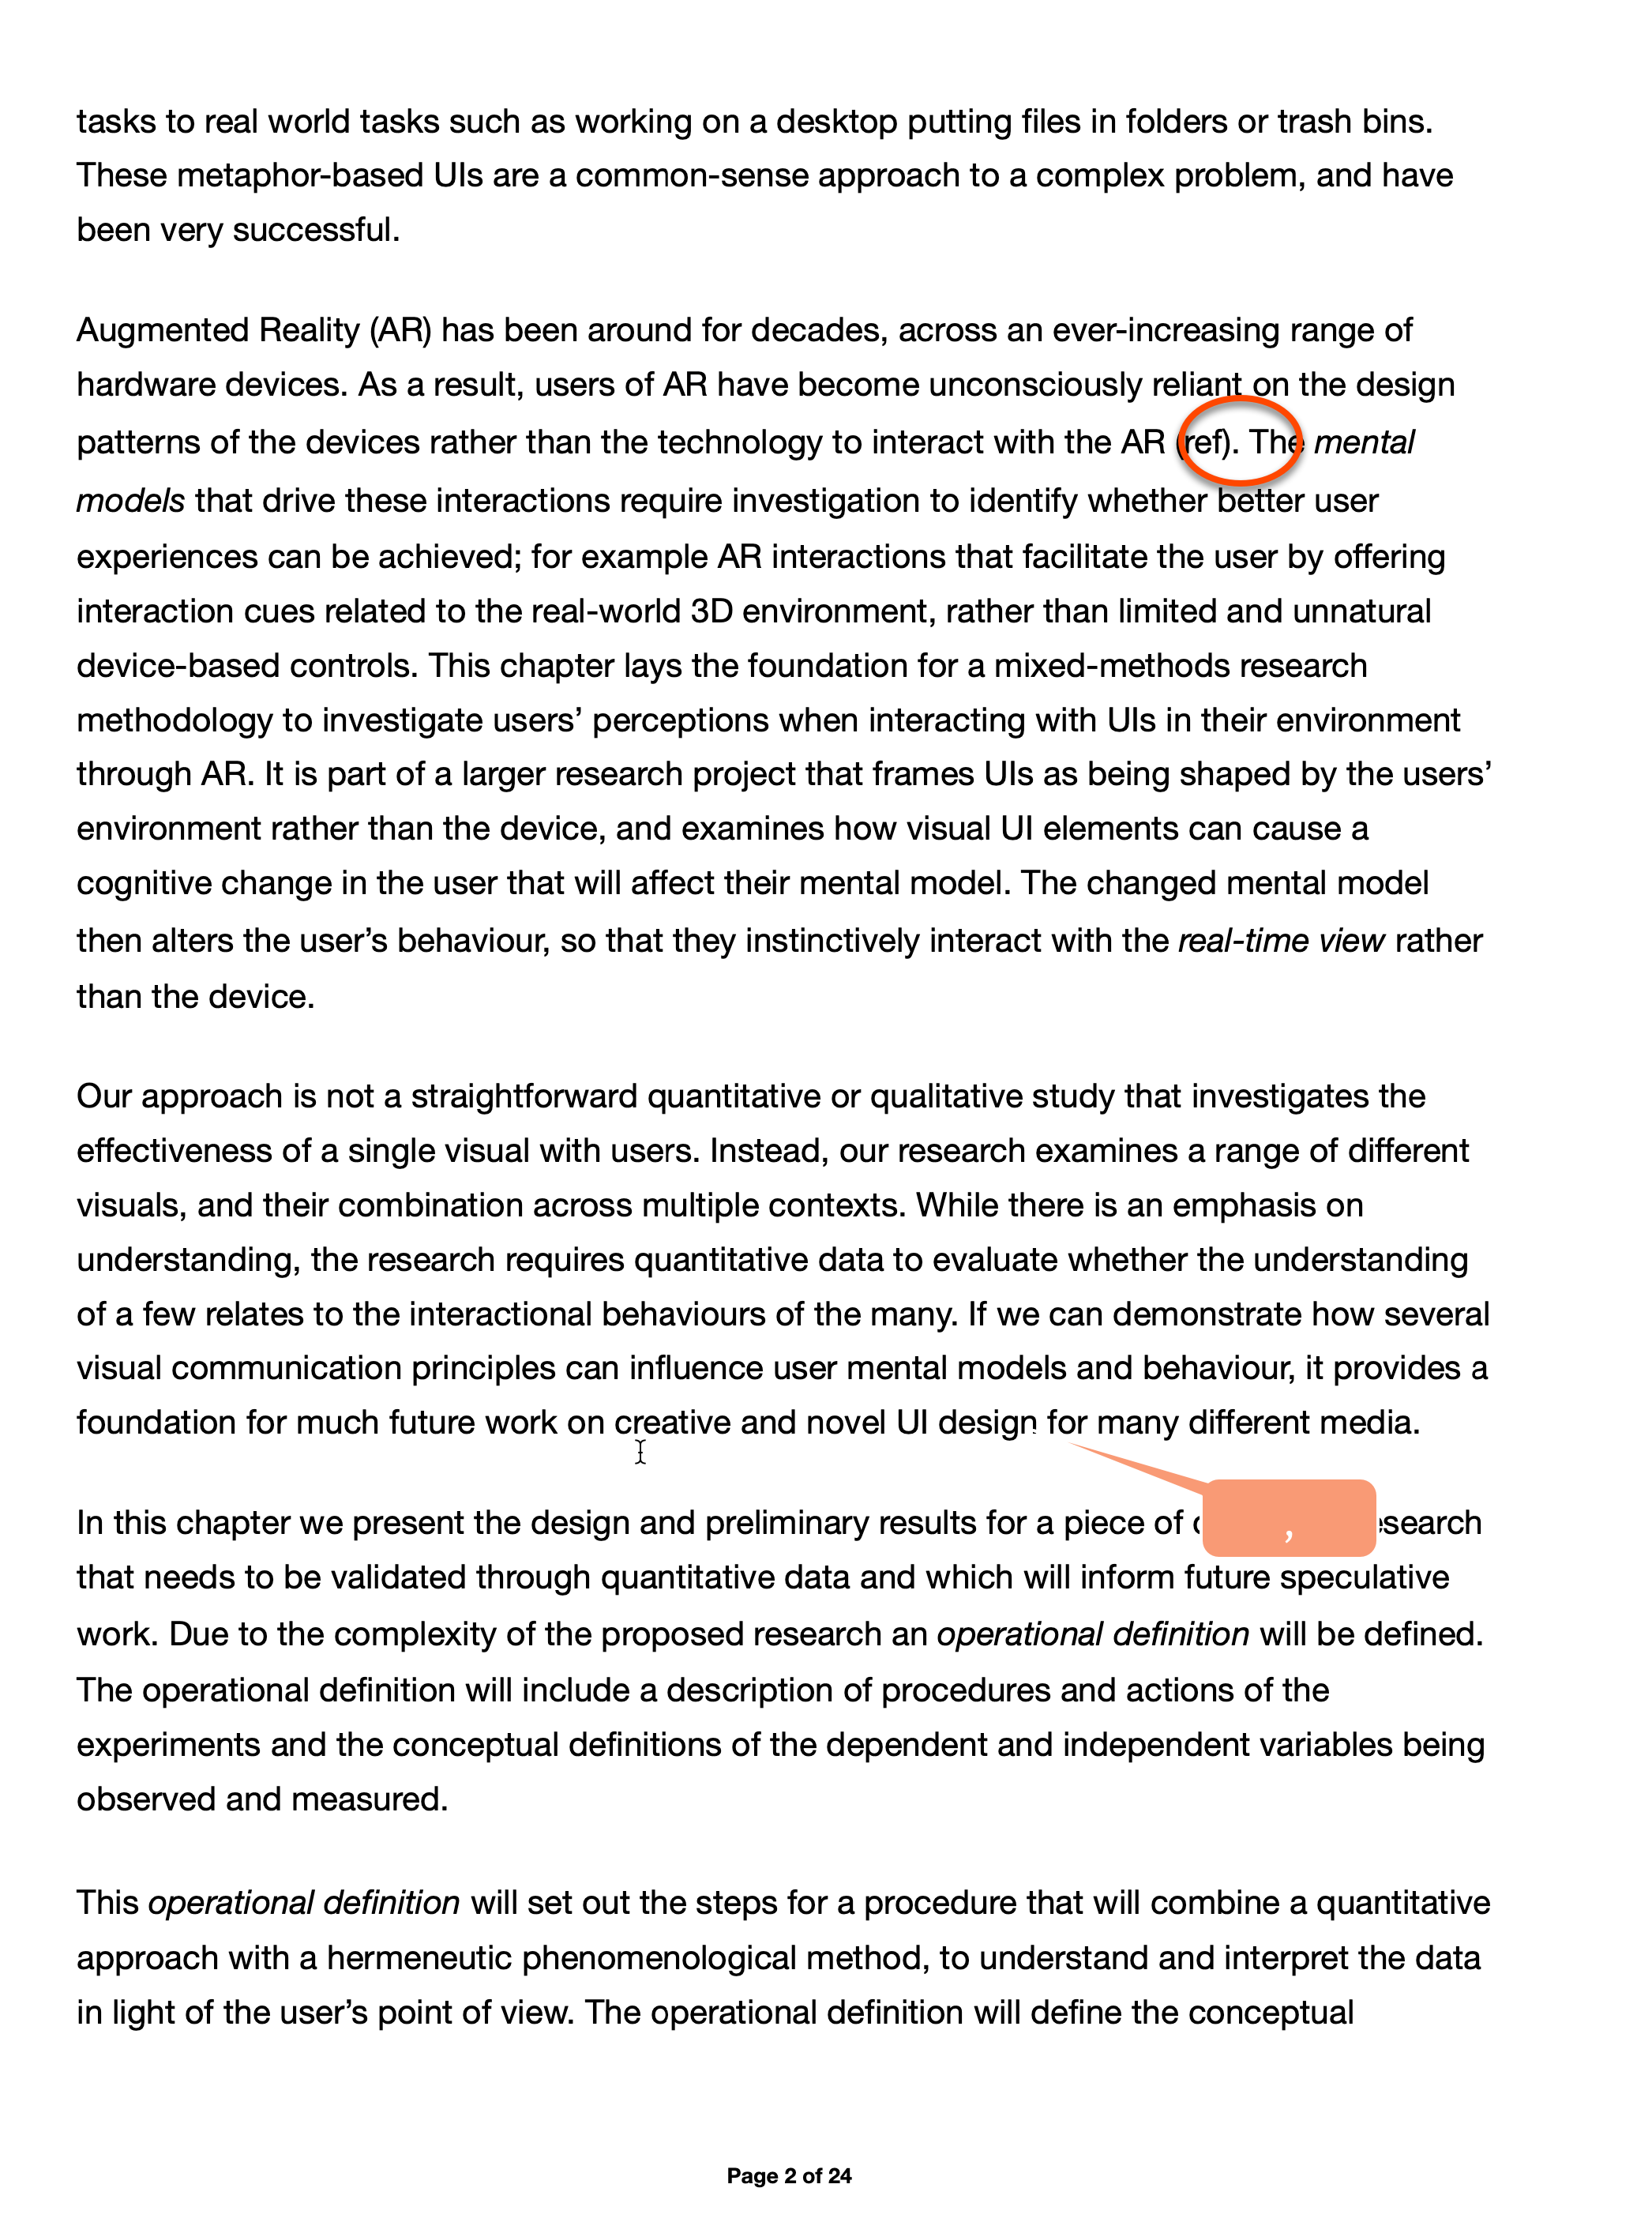 tasks to real world tasks such as working on a desktop putting files in folders or trash bins.
These metaphor-based UIs are a common-sense approach to a complex problem, and have
been very successful.
Augmented Reality (AR) has been around for decades, across an ever-increasing range of
hardware devices. As a result, users of AR have become unconsciously reliant on the design
patterns of the devices rather than the technology to interact with the AR (ref). The mental
models that drive these interactions require investigation to identify whether better user
experiences can be achieved; for example AR interactions that facilitate the user by offering
interaction cues related to the real-world 3D environment, rather than limited and unnatural
device-based controls. This chapter lays the foundation for a mixed-methods research
methodology to investigate users’ perceptions when interacting with UIs in their environment
through AR. It is part of a larger research project that frames UIs as being shaped by the users’
environment rather than the device, and examines how visual UI elements can cause a
cognitive change in the user that will affect their mental model. The changed mental model
then alters the user’s behaviour, so that they instinctively interact with the real-time view rather
than the device.
Our approach is not a straightforward quantitative or qualitative study that investigates the
effectiveness of a single visual with users. Instead, our research examines a range of different
visuals, and their combination across multiple contexts. While there is an emphasis on
understanding, the research requires quantitative data to evaluate whether the understanding
of a few relates to the interactional behaviours of the many. If we can demonstrate how several
visual communication principles can influence user mental models and behaviour, it provides a
foundation for much future work on creative and novel UI design for many different media.
In this chapter we present the design and preliminary results for a piece of , 
that needs to be validated through quantitative data and which will inform future speculative
work. Due to the complexity of the proposed research an operational definition will be defined.
The operational definition will include a description of procedures and actions of the
experiments and the conceptual definitions of the dependent and independent variables being
observed and measured.
This operational definition will set out the steps for a procedure that will combine a quantitative
approach with a hermeneutic phenomenological method, to understand and interpret the data
in light of the user’s point of view. The operational definition will define the conceptual
Page 2 of 24